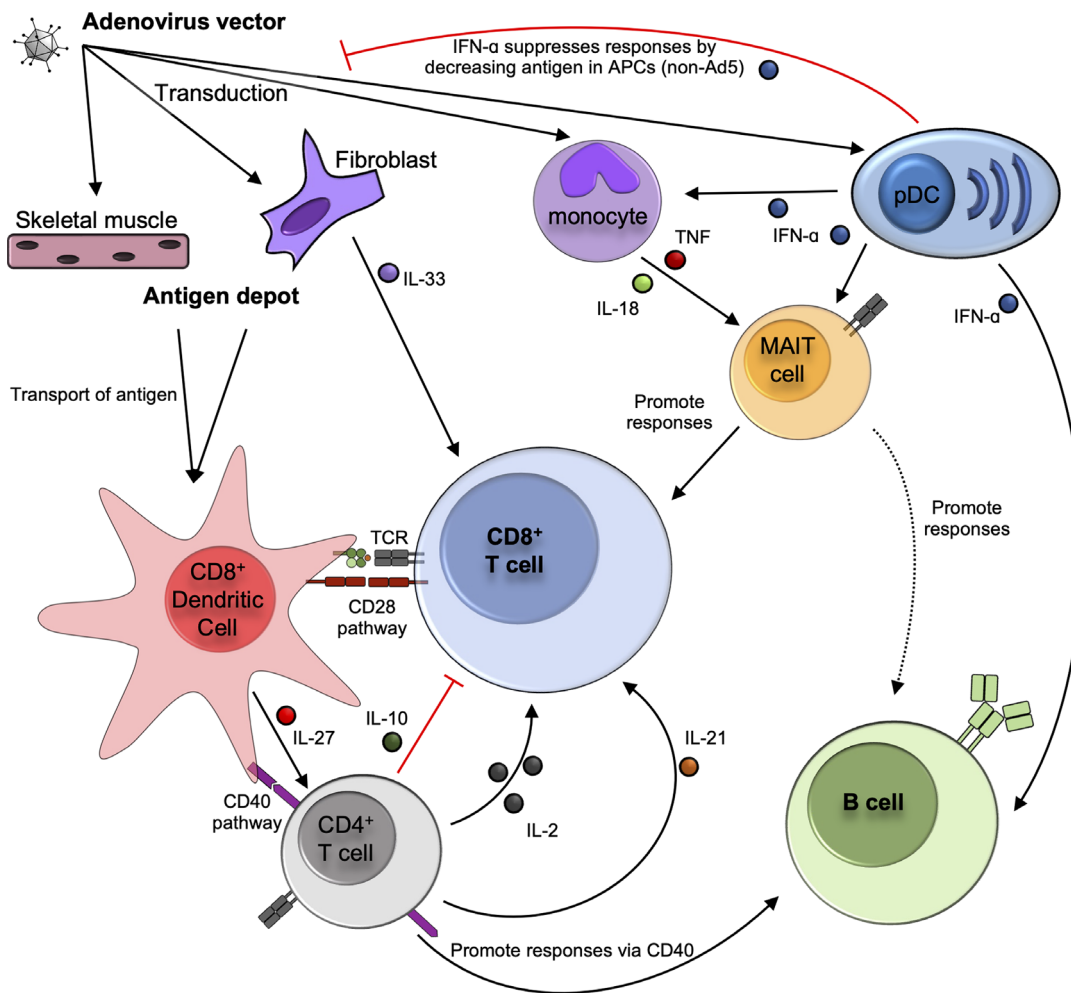 Adenovirus vector
IFN-α suppresses responses by
decreasing antigen in APCs (non-Ad5)
Transduction
Fibroblast
Skeletal muscle
monocyte
pDC
TNF
IFN-α
IL-33
IL-18
IFN-α
Antigen depot
MAIT
cell
Transport of antigen
Promote
responses
Promote
responses
TCR
CD8+
T cell
CD8+
Dendritic
Cell
CD28
pathway
IL-10
IL-27
IL-21
CD40
pathway
CD4+
T cell
IL-2
B cell
Promote responses via CD40